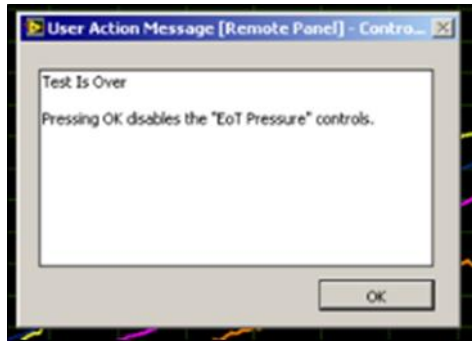 User Action Message [Remote Panel] - Contro...
Test Is Over
Pressing OK disables the "EoT Pressure" controls.
OK